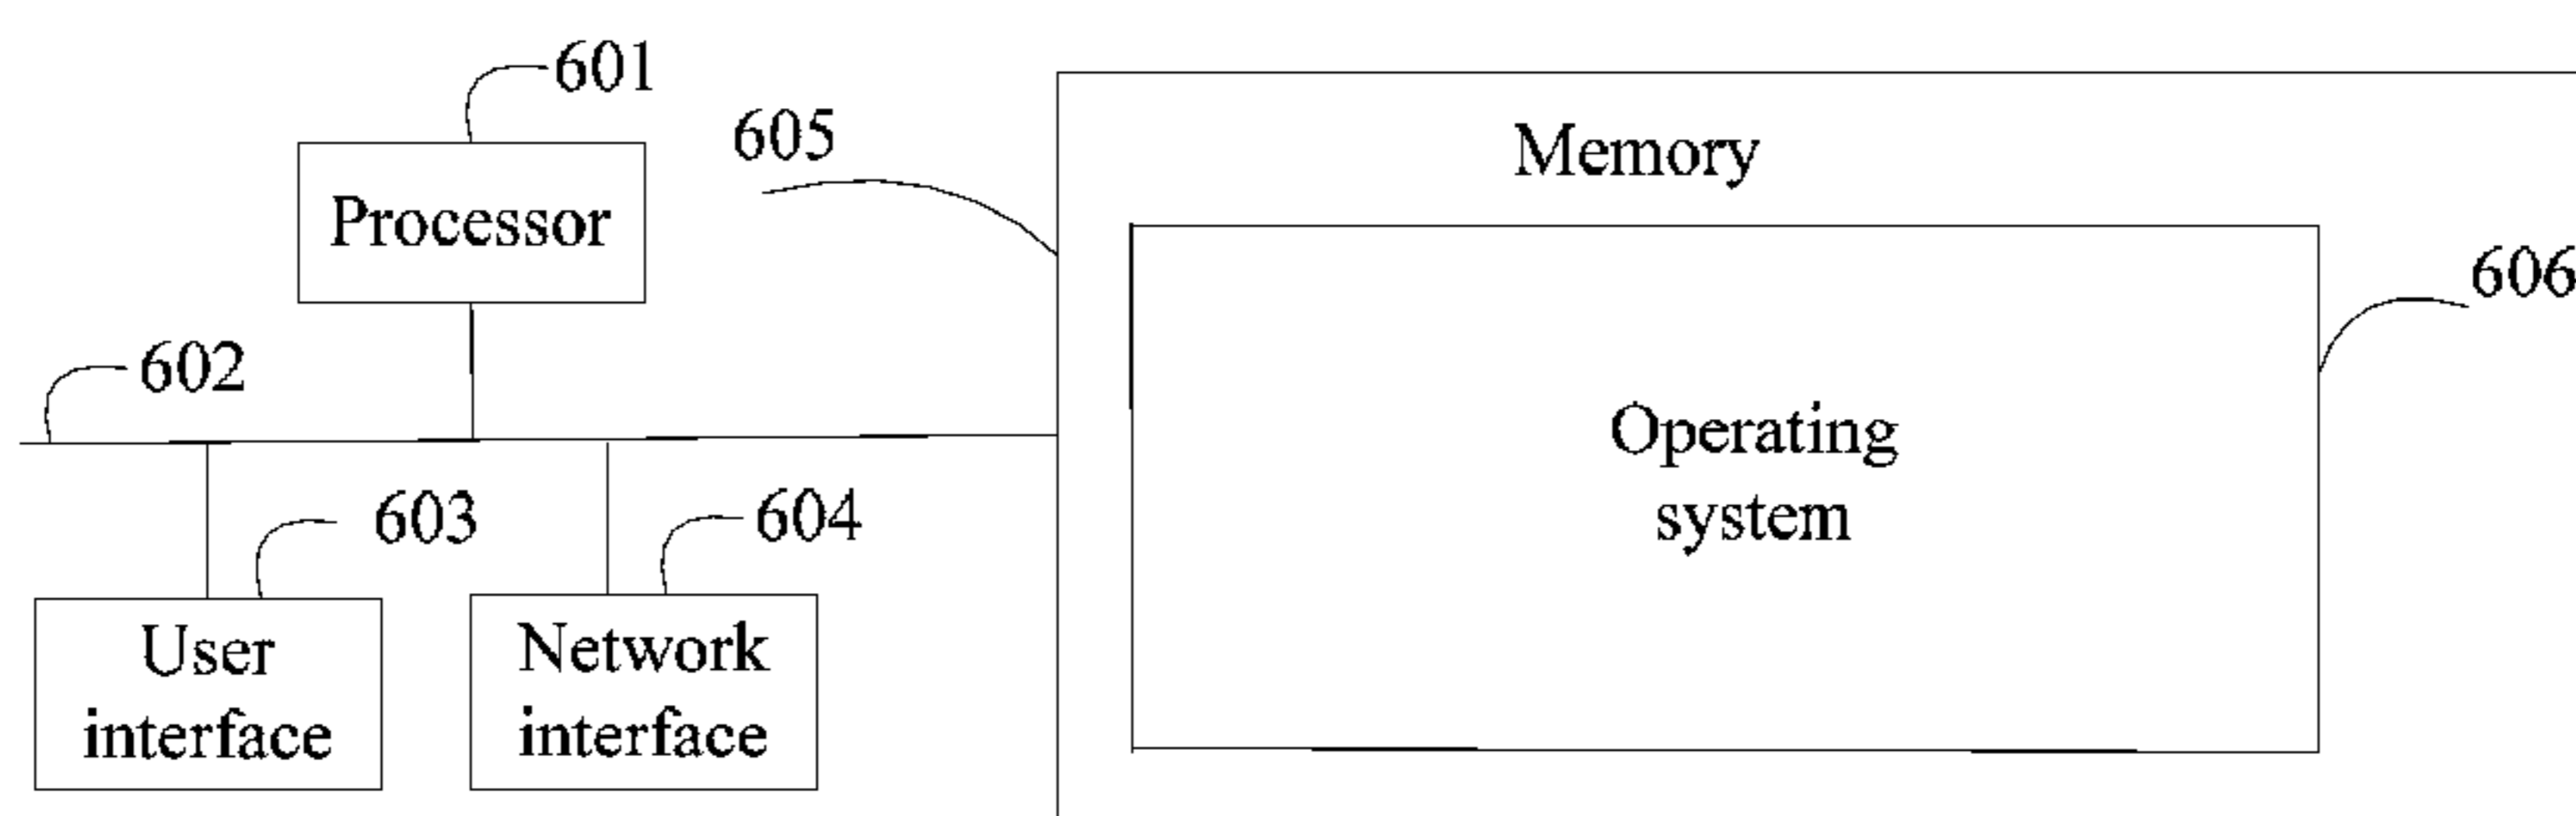 601
605
Memory
Processor
606
602
Operating
system
603
604
User
interface
Network
interface